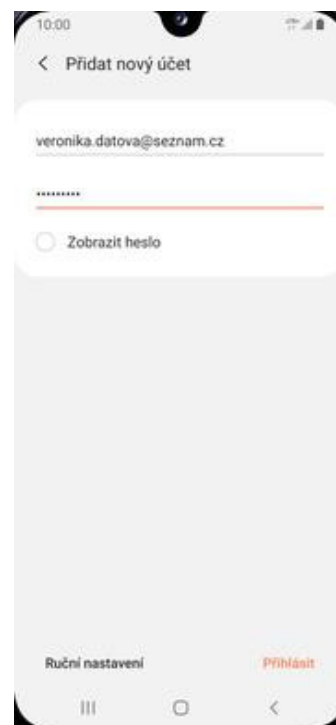 10:00
Přidat nový účet
veronika.datova@seznam.cz
•••••••••
Zobrazit heslo
Ruční nastavení
Přihlásit